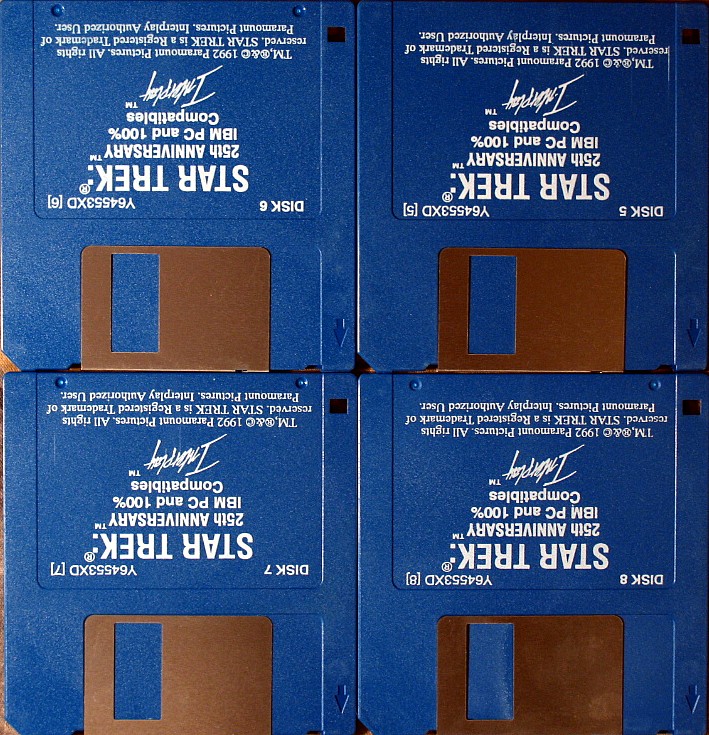 DISK 8 Y64553XD [8]
STAR TREK:®
25th ANNIVERSARY™
IBM PC and 100%
Compatibles
Interplay™
TM,®&© 1992 Paramount Pictures. All rights
reserved. STAR TREK is a Registered Trademark of
Paramount Pictures. Interplay Authorized User.
DISK 7 Y64553XD [7]
STAR TREK:®
25th ANNIVERSARY™
IBM PC and 100%
Compatibles
Interplay™
TM,®&© 1992 Paramount Pictures. All rights
reserved. STAR TREK is a Registered Trademark of
Paramount Pictures. Interplay Authorized User.
DISK 5 Y64553XD [5]
STAR TREK:®
25th ANNIVERSARY™
IBM PC and 100%
Compatibles
Interplay™
TM,®&© 1992 Paramount Pictures. All rights
reserved. STAR TREK is a Registered Trademark of
Paramount Pictures. Interplay Authorized User.
DISK 6 Y64553XD [6]
STAR TREK:®
25th ANNIVERSARY™
IBM PC and 100%
Compatibles
Interplay™
TM,®&© 1992 Paramount Pictures. All rights
reserved. STAR TREK is a Registered Trademark of
Paramount Pictures. Interplay Authorized User.